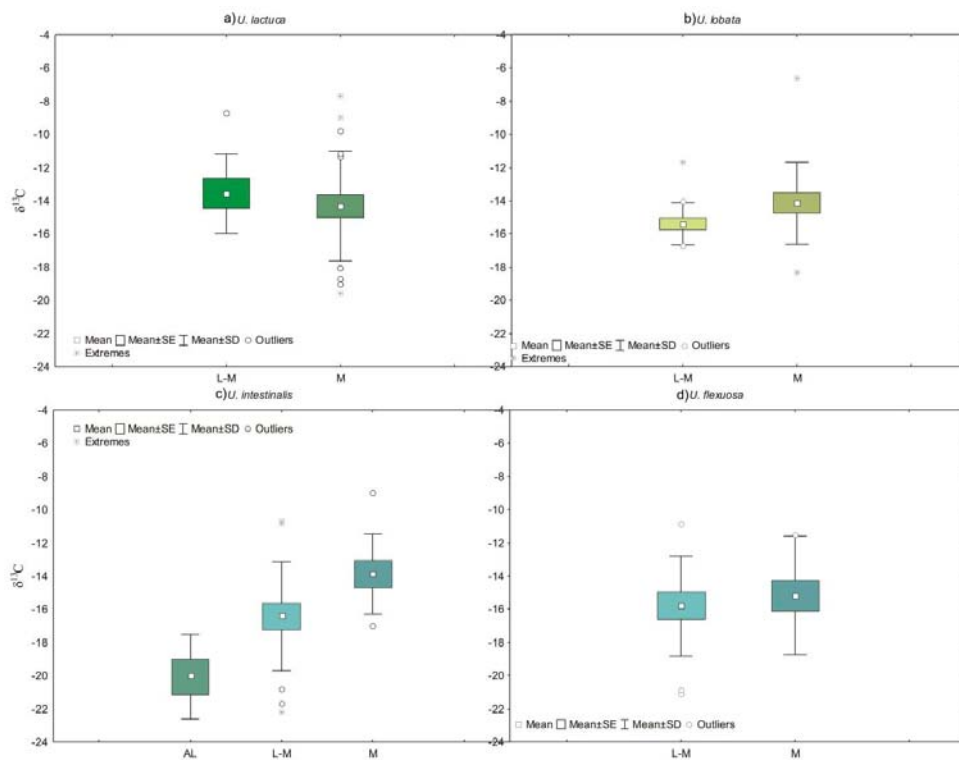 a) U. lactuca
-4
-6
-8
-10
-12
-14
-16
-18
-20
-22
-24
δ¹³C
□ Mean □ Mean±SE ⌶ Mean±SD ○ Outliers
✳ Extremes
L-M M
b) U. lobata
-4
-6
-8
-10
-12
-14
-16
-18
-20
-22
-24
□ Mean □ Mean±SE ⌶ Mean±SD ○ Outliers
✳ Extremes
L-M M
c) U. intestinalis
-4
-6
-8
-10
-12
-14
-16
-18
-20
-22
-24
δ¹³C
□ Mean □ Mean±SE ⌶ Mean±SD ○ Outliers
✳ Extremes
AL L-M M
d) U. flexuosa
-4
-6
-8
-10
-12
-14
-16
-18
-20
-22
-24
□ Mean □ Mean±SE ⌶ Mean±SD ○ Outliers
L-M M